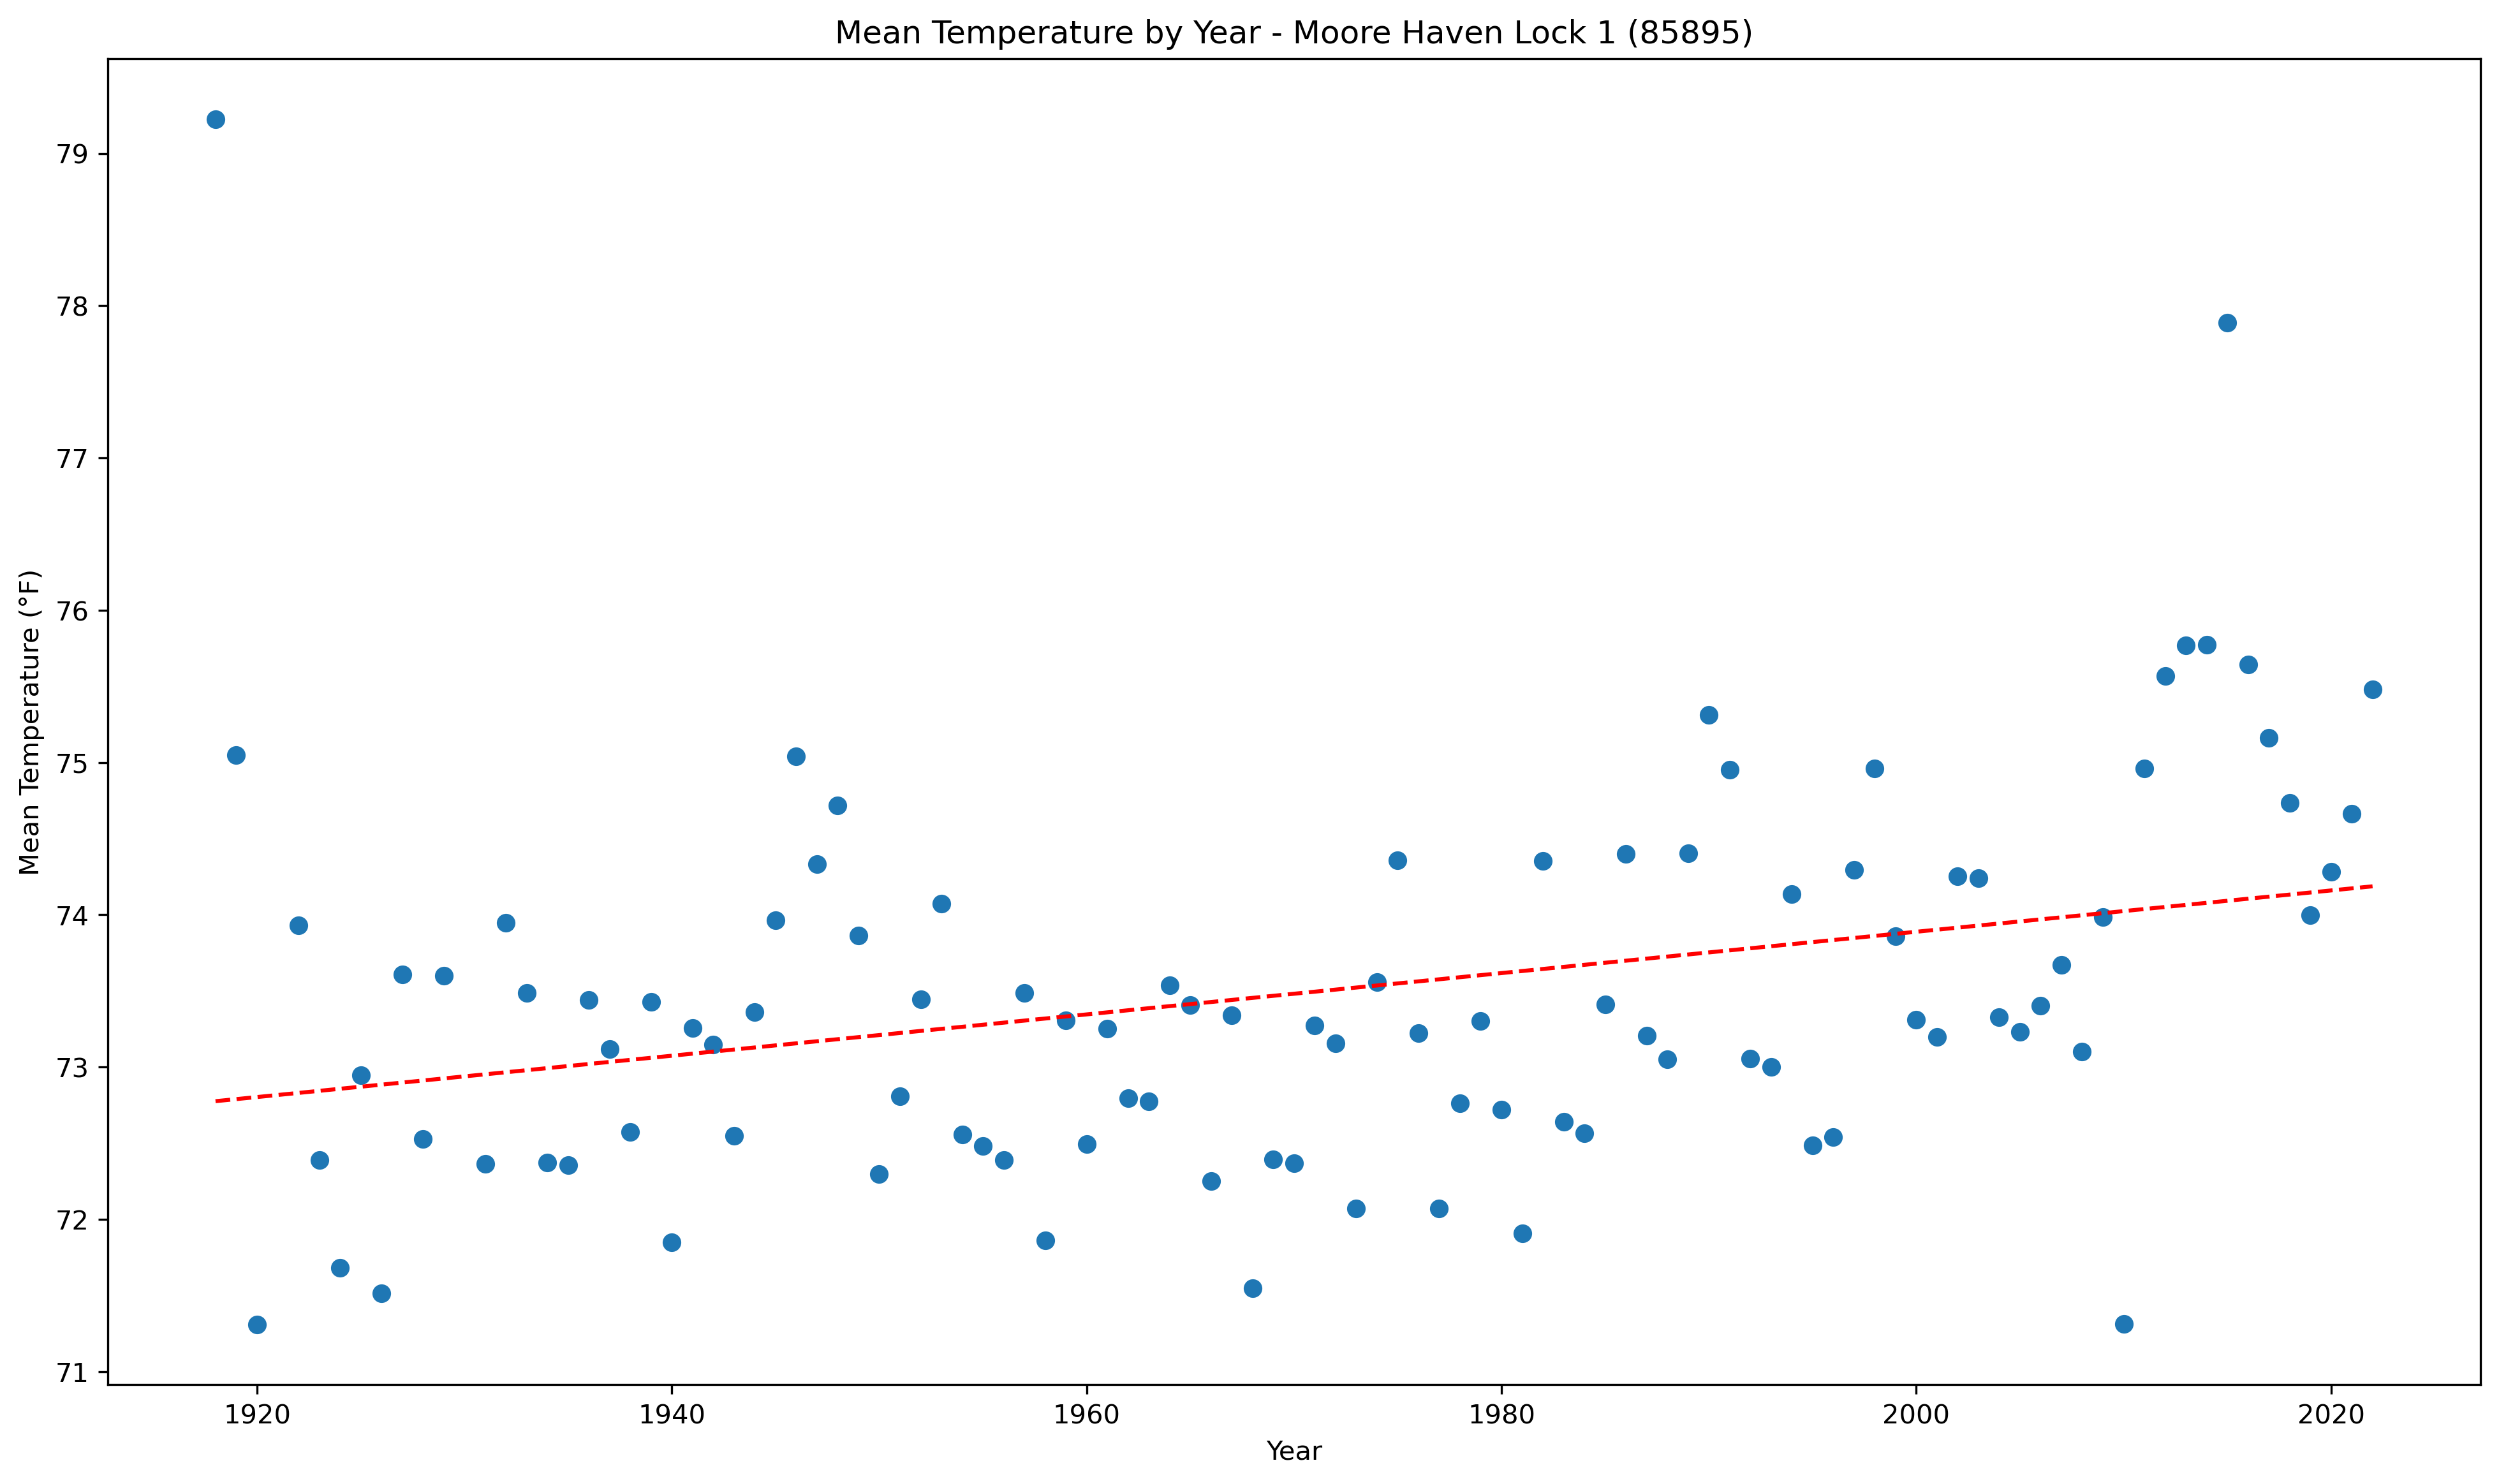 Mean Temperature by Year - Moore Haven Lock 1 (85895)
Mean Temperature (°F)
79
78
77
76
75
74
73
72
71
1920 1940 1960 1980 2000 2020
Year